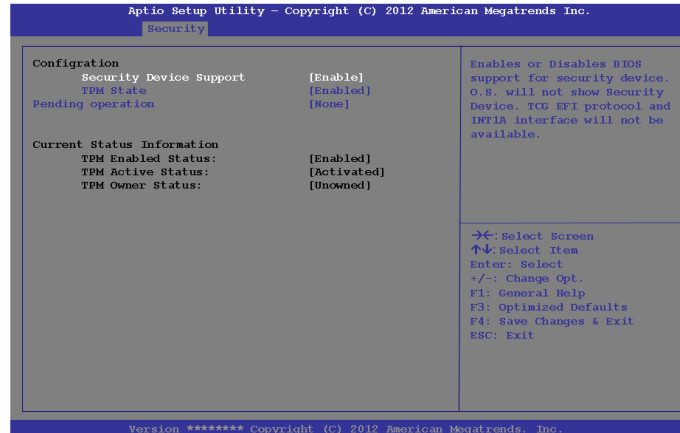 Aptio Setup Utility – Copyright (C) 2012 American Megatrends Inc.
Security
Configration
Security Device Support [Enable]
TPM State [Enabled]
Pending operation [None]
Current Status Information
TPM Enabled Status: [Enabled]
TPM Active Status: [Activated]
TPM Owner Status: [Unowned}
Enables or Disables BIOS
support for security device.
O.S. will not show Security
Device. TCG EFI protocol and
INT1A interface will not be
available.
→←:Select Screen
↑↓:Select Item
Enter: Select
+/-: Change Opt.
F1: General Help
F3: Optimized Defaults
F4: Save Changes & Exit
ESC: Exit
Version ******** Copyright (C) 2012 American Megatrends. Inc.